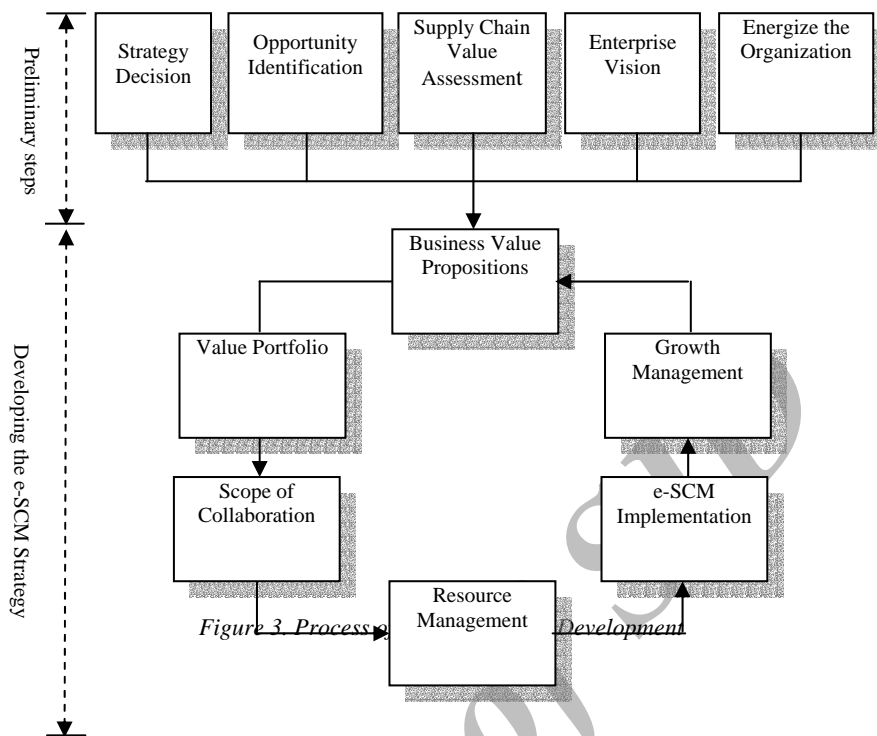 Preliminary steps
Strategy
Decision
Opportunity
Identification
Supply Chain
Value
Assessment
Enterprise
Vision
Energize the
Organization
Developing the e-SCM Strategy
Business Value
Propositions
Value Portfolio
Growth
Management
Scope of
Collaboration
e-SCM
Implementation
Resource
Management
Figure 3. Process Development